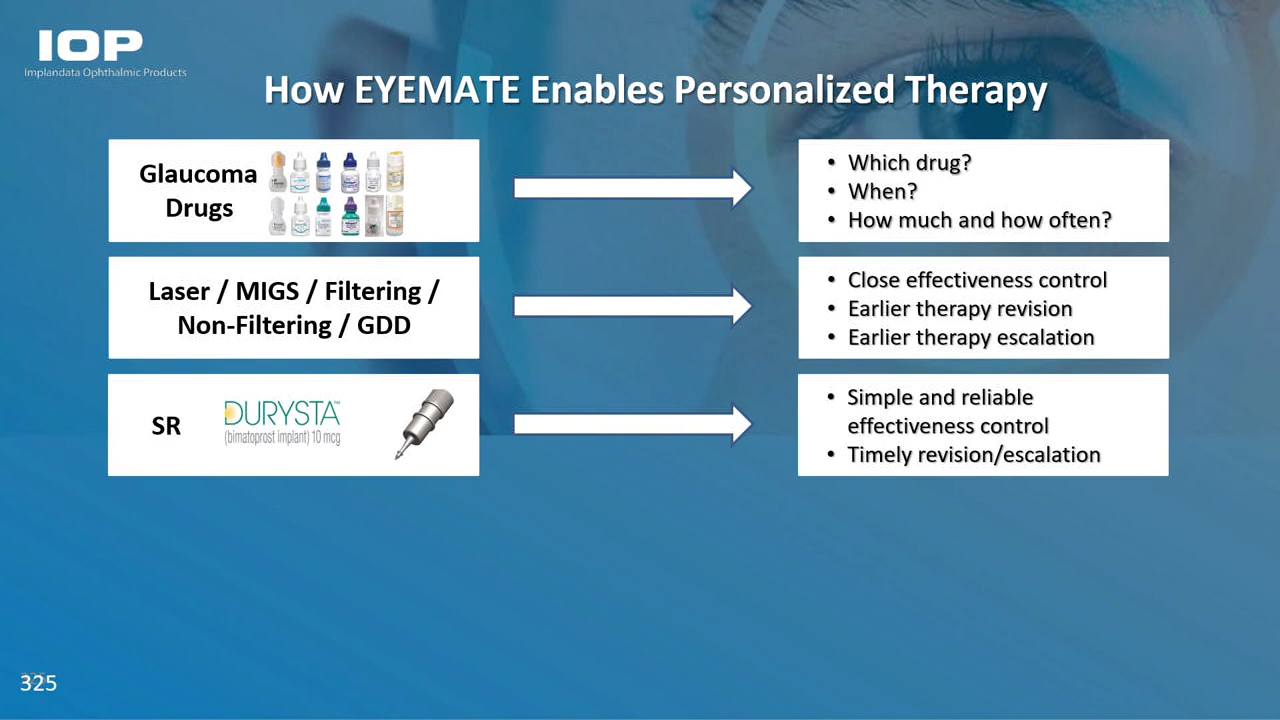 IOP
Implandata Ophthalmic Products
How EYEMATE Enables Personalized Therapy
Glaucoma
Drugs
• Which drug?
• When?
• How much and how often?
Laser / MIGS / Filtering /
Non-Filtering / GDD
• Close effectiveness control
• Earlier therapy revision
• Earlier therapy escalation
SR
DURYSTA™
(bimatoprost implant) 10 mcg
• Simple and reliable
effectiveness control
• Timely revision/escalation
325